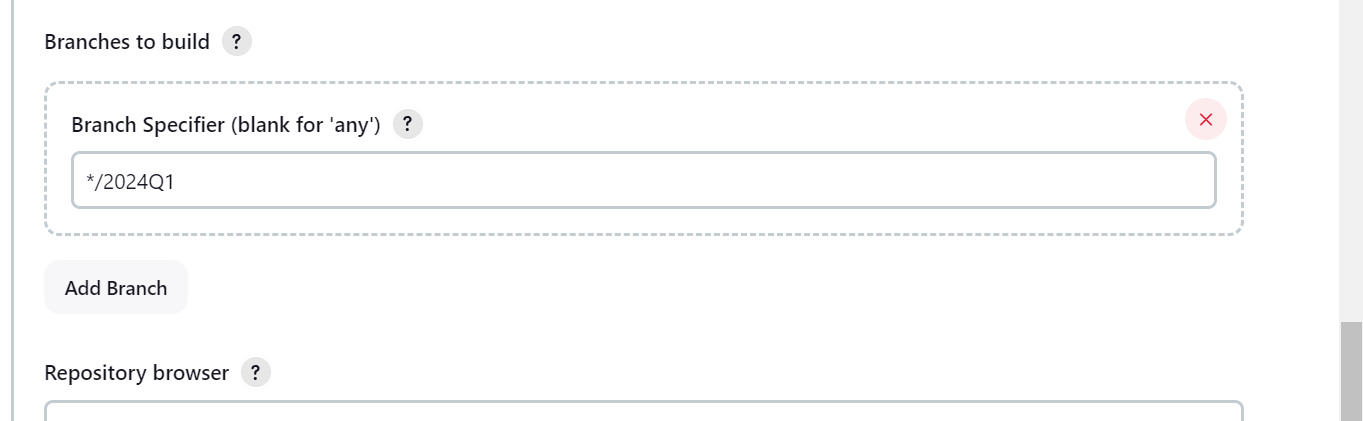 Branches to build ?
Branch Specifier (blank for 'any') ?
*/2024Q1
Add Branch
Repository browser ?